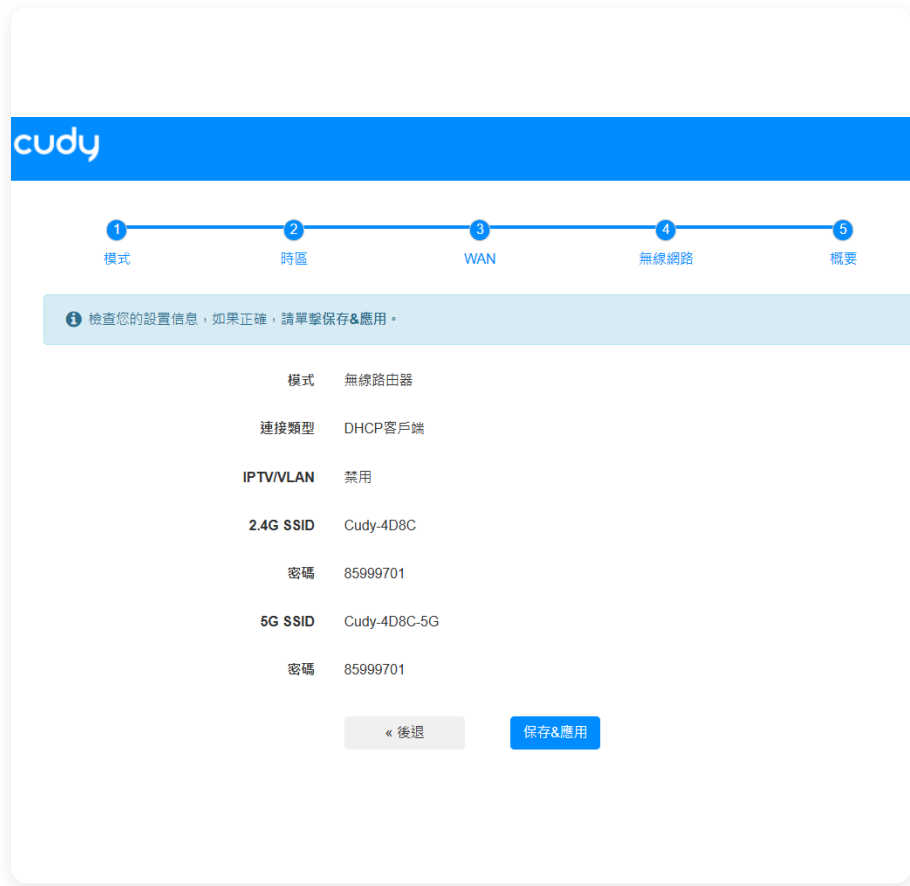 cudy
1 2 3 4 5
模式 時區 WAN 無線網路 概要
檢查您的設置信息，如果正確，請單擊保存&應用。
模式 無線路由器
連接類型 DHCP客戶端
IPTV/VLAN 禁用
2.4G SSID Cudy-4D8C
密碼 85999701
5G SSID Cudy-4D8C-5G
密碼 85999701
« 後退 保存&應用